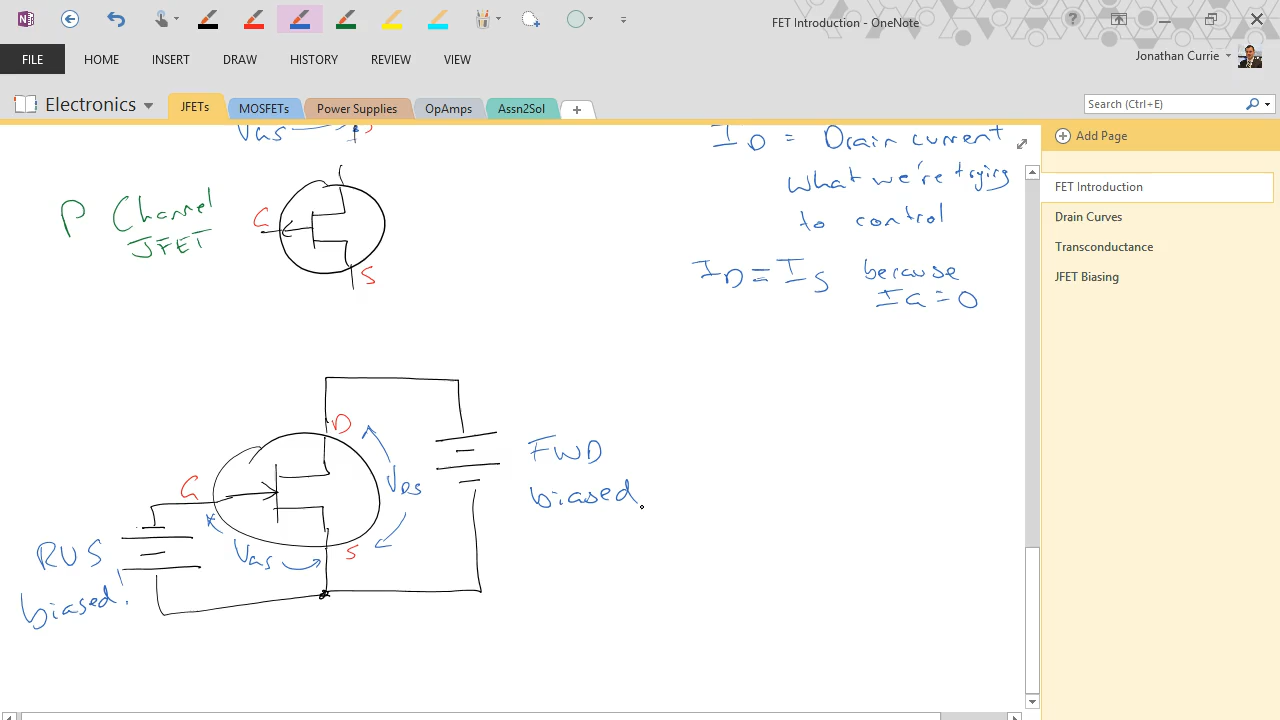 FET Introduction - OneNote
?
FILE
HOME
INSERT
DRAW
HISTORY
REVIEW
VIEW
Jonathan Currie
Electronics
JFETs
MOSFETs
Power Supplies
OpAmps
Assn2Sol
Search (Ctrl+E)
Add Page
FET Introduction
Drain Curves
Transconductance
JFET Biasing
VGS
S
ID = Drain current
what we're trying
to control
ID = IS because
IG = 0
P Channel
JFET
G
S
D
G
VDS
VGS
S
FWD
biased
RVS
biased!